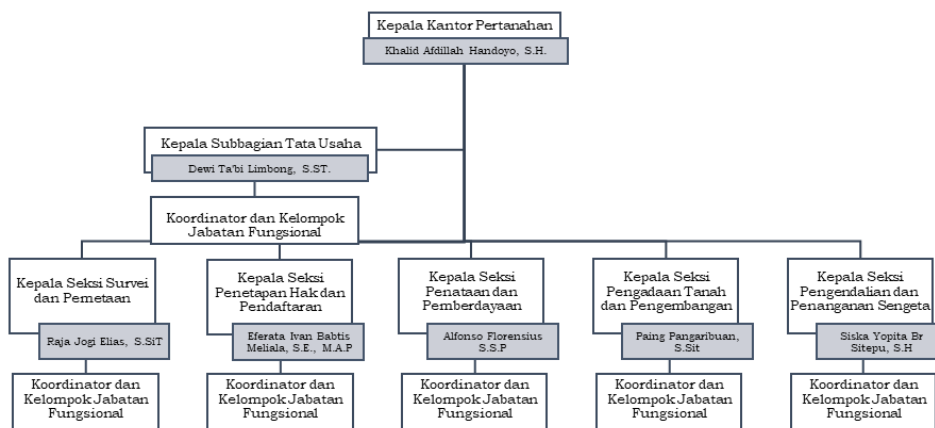 Kepala Kantor Pertanahan
Khalid Afdillah Handoyo, S.H.
Kepala Subbagian Tata Usaha
Dewi Ta'bi Limbong, S.ST.
Koordinator dan Kelompok
Jabatan Fungsional
Kepala Seksi Survei
dan Pemetaan
Raja Jogi Elias, S.SiT
Koordinator dan
Kelompok Jabatan
Fungsional
Kepala Seksi
Penetapan Hak dan
Pendaftaran
Eferata Ivan Babtis
Meliala, S.E., M.A.P
Koordinator dan
Kelompok Jabatan
Fungsional
Kepala Seksi
Penataan dan
Pemberdayaan
Alfonso Florensius
S.S.P
Koordinator dan
Kelompok Jabatan
Fungsional
Kepala Seksi
Pengadaan Tanah
dan Pengembangan
Paing Pangaribuan,
S.Sit
Koordinator dan
Kelompok Jabatan
Fungsional
Kepala Seksi
Pengendalian dan
Penanganan Sengeta
Siska Yopita Br
Sitepu, S.H
Koordinator dan
Kelompok Jabatan
Fungsional